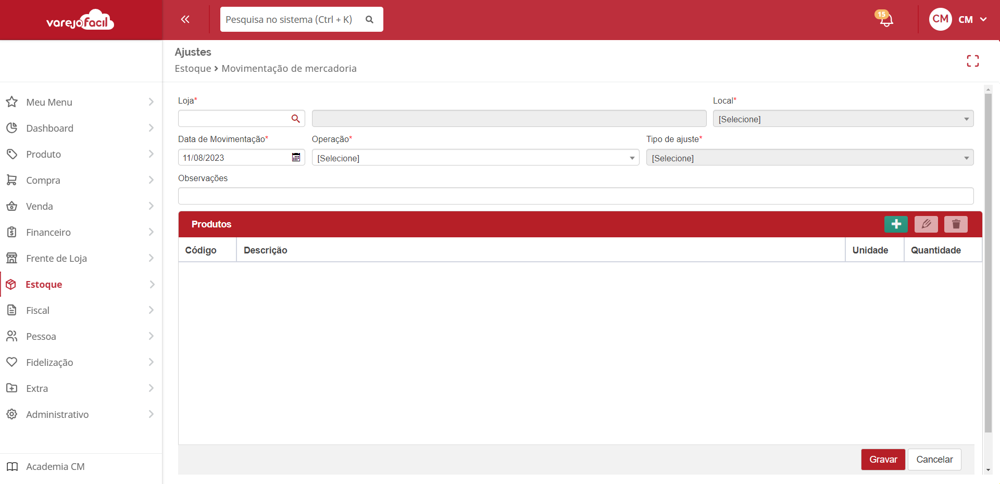 varejofacil
Pesquisa no sistema (Ctrl + K)
15
CM
CM
Ajustes
Estoque > Movimentação de mercadoria
Meu Menu
Dashboard
Produto
Compra
Venda
Financeiro
Frente de Loja
Estoque
Fiscal
Pessoa
Fidelização
Extra
Administrativo
Academia CM
Loja*
Local*
[Selecione]
Data de Movimentação*
Operação*
Tipo de ajuste*
11/08/2023
[Selecione]
[Selecione]
Observações
Produtos
Código
Descrição
Unidade
Quantidade
Gravar
Cancelar